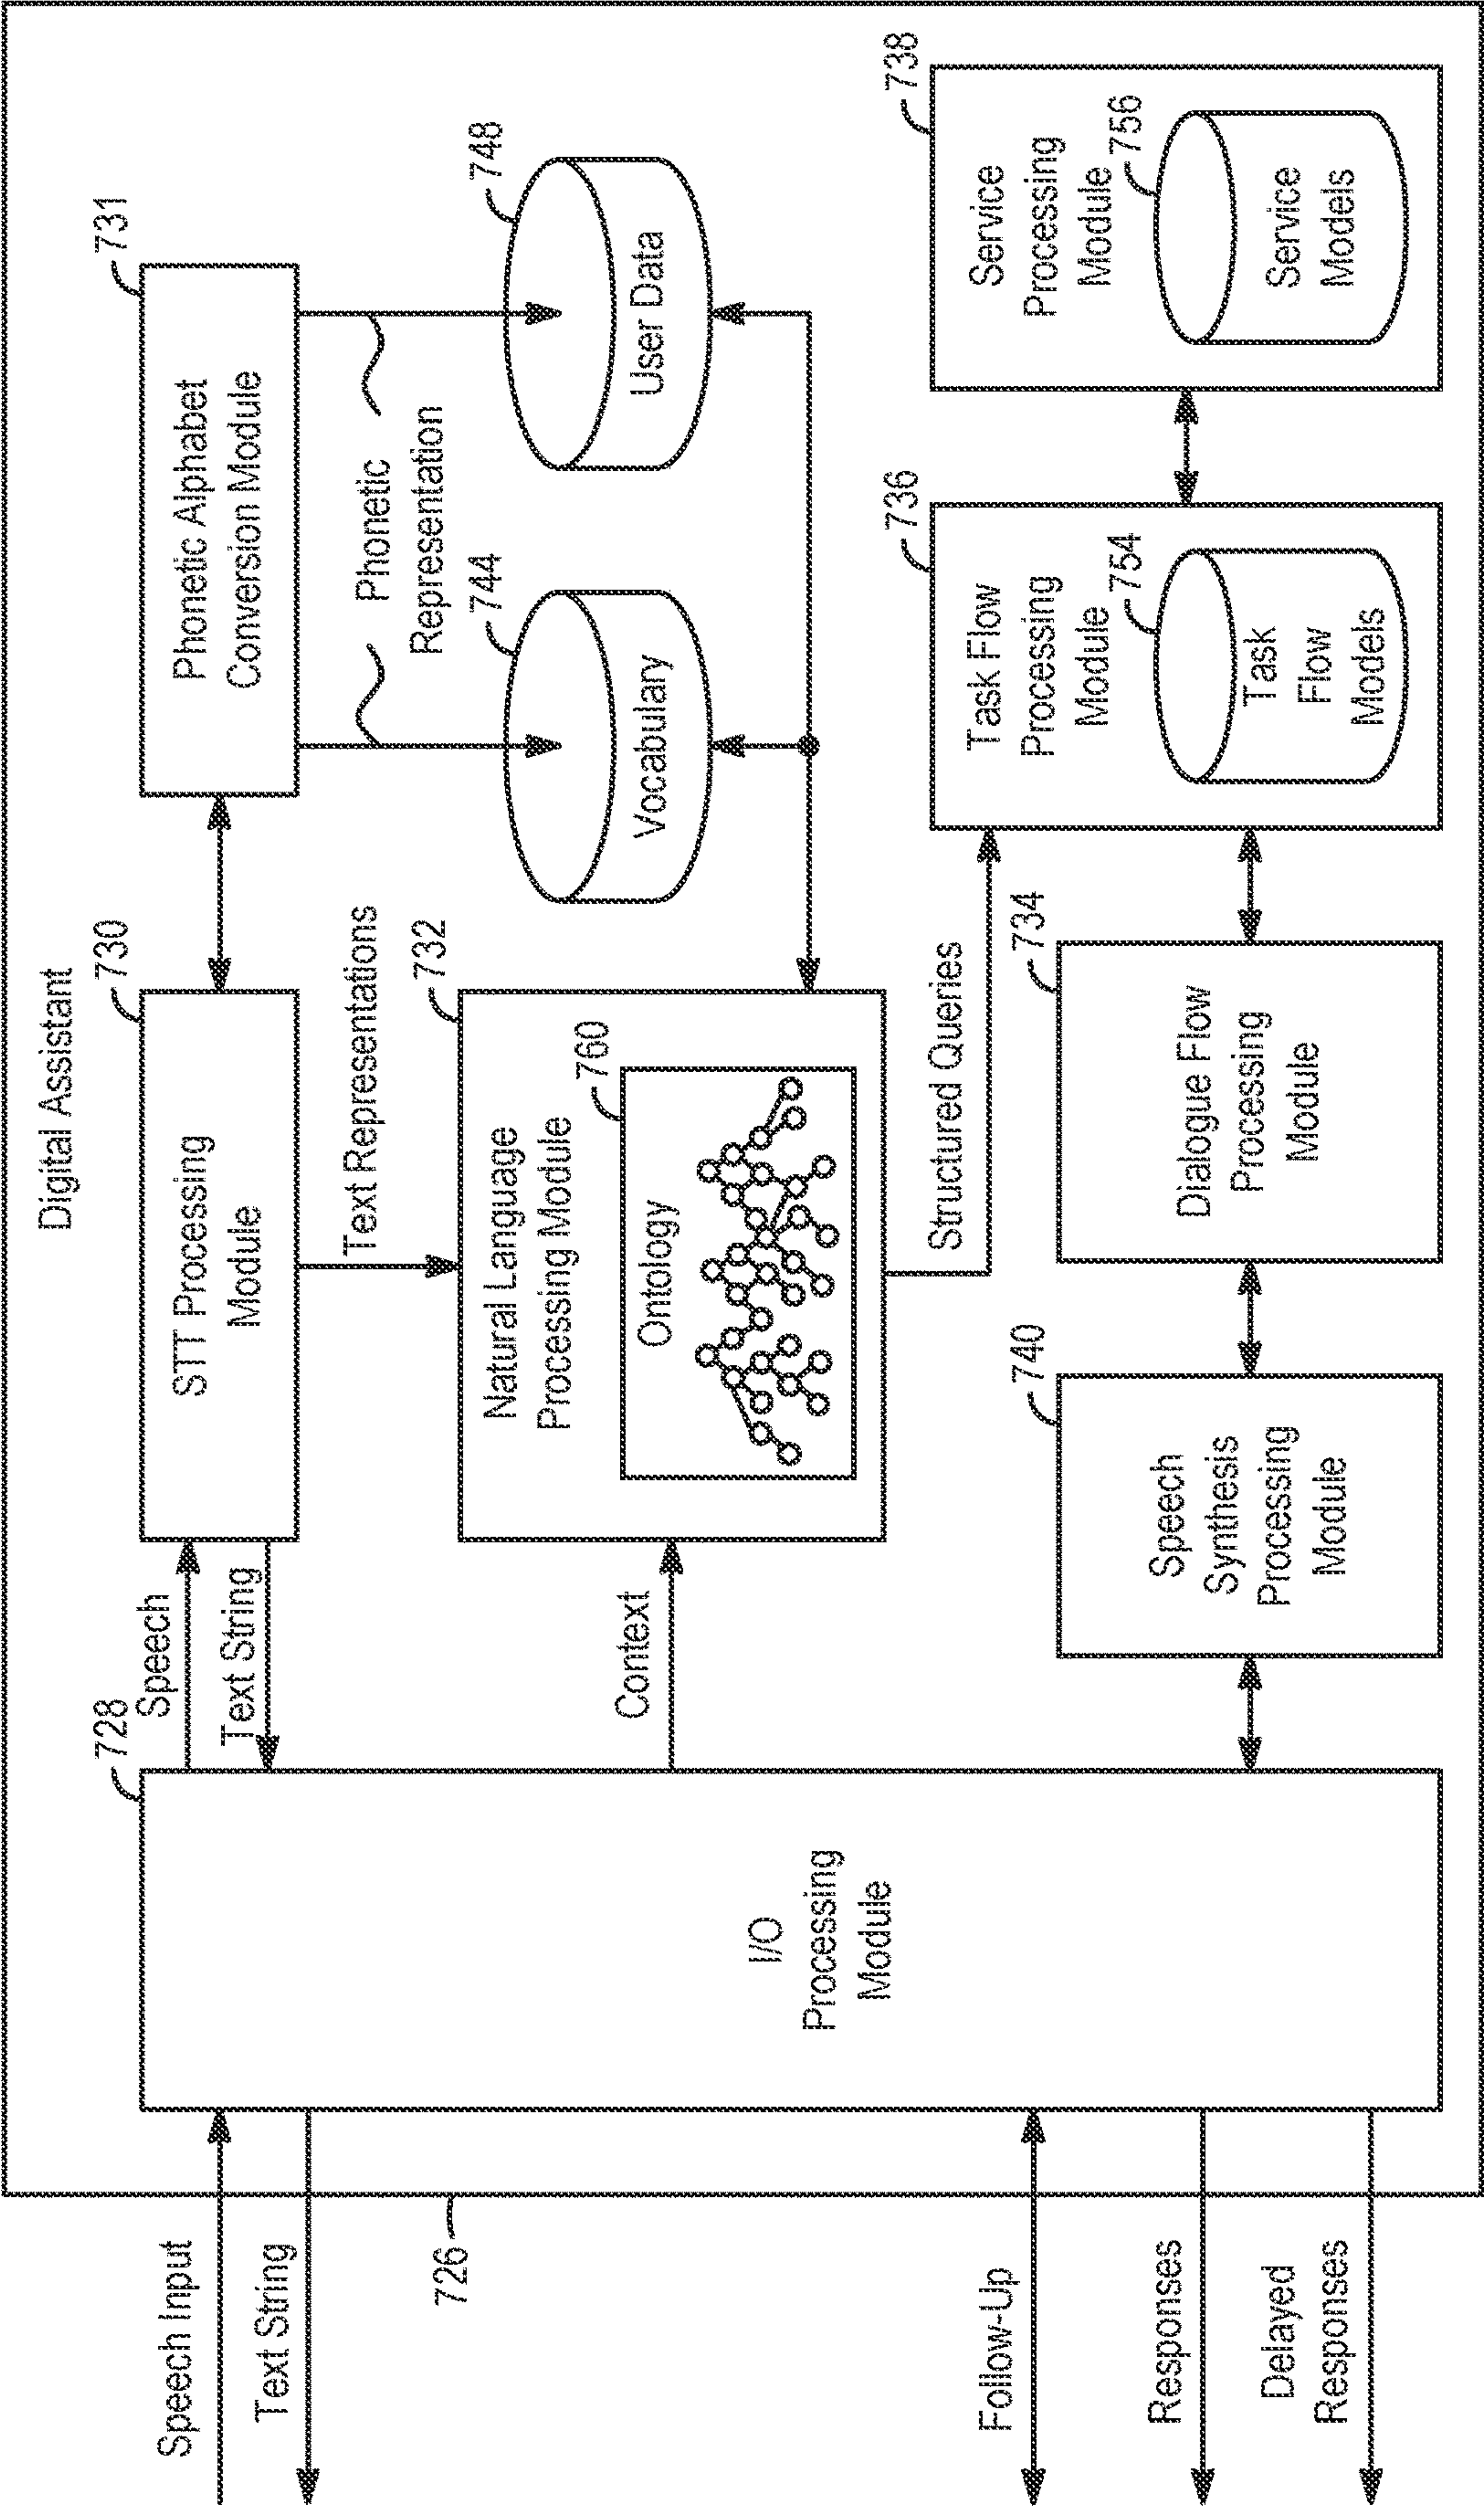 Digital Assistant
726
Speech Input
Text String
Follow-Up
Responses
Delayed
Responses
728
I/O
Processing
Module
Speech
Text String
Context
730
STT Processing
Module
731
Phonetic Alphabet
Conversion Module
Text Representations
Phonetic
Representation
732
Natural Language
Processing Module
760
Ontology
744
Vocabulary
748
User Data
Structured Queries
740
Speech
Synthesis
Processing
Module
734
Dialogue Flow
Processing
Module
736
Task Flow
Processing
Module
754
Task
Flow
Models
738
Service
Processing
Module
756
Service
Models